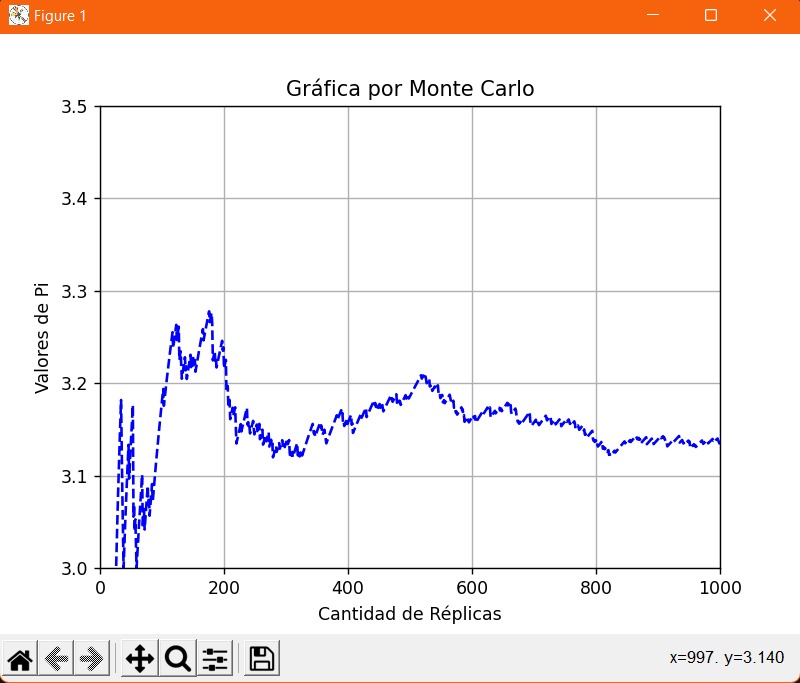 Figure 1
Gráfica por Monte Carlo
3.5
3.4
3.3
3.2
3.1
3.0
Valores de Pi
0 200 400 600 800 1000
Cantidad de Réplicas
x=997. y=3.140